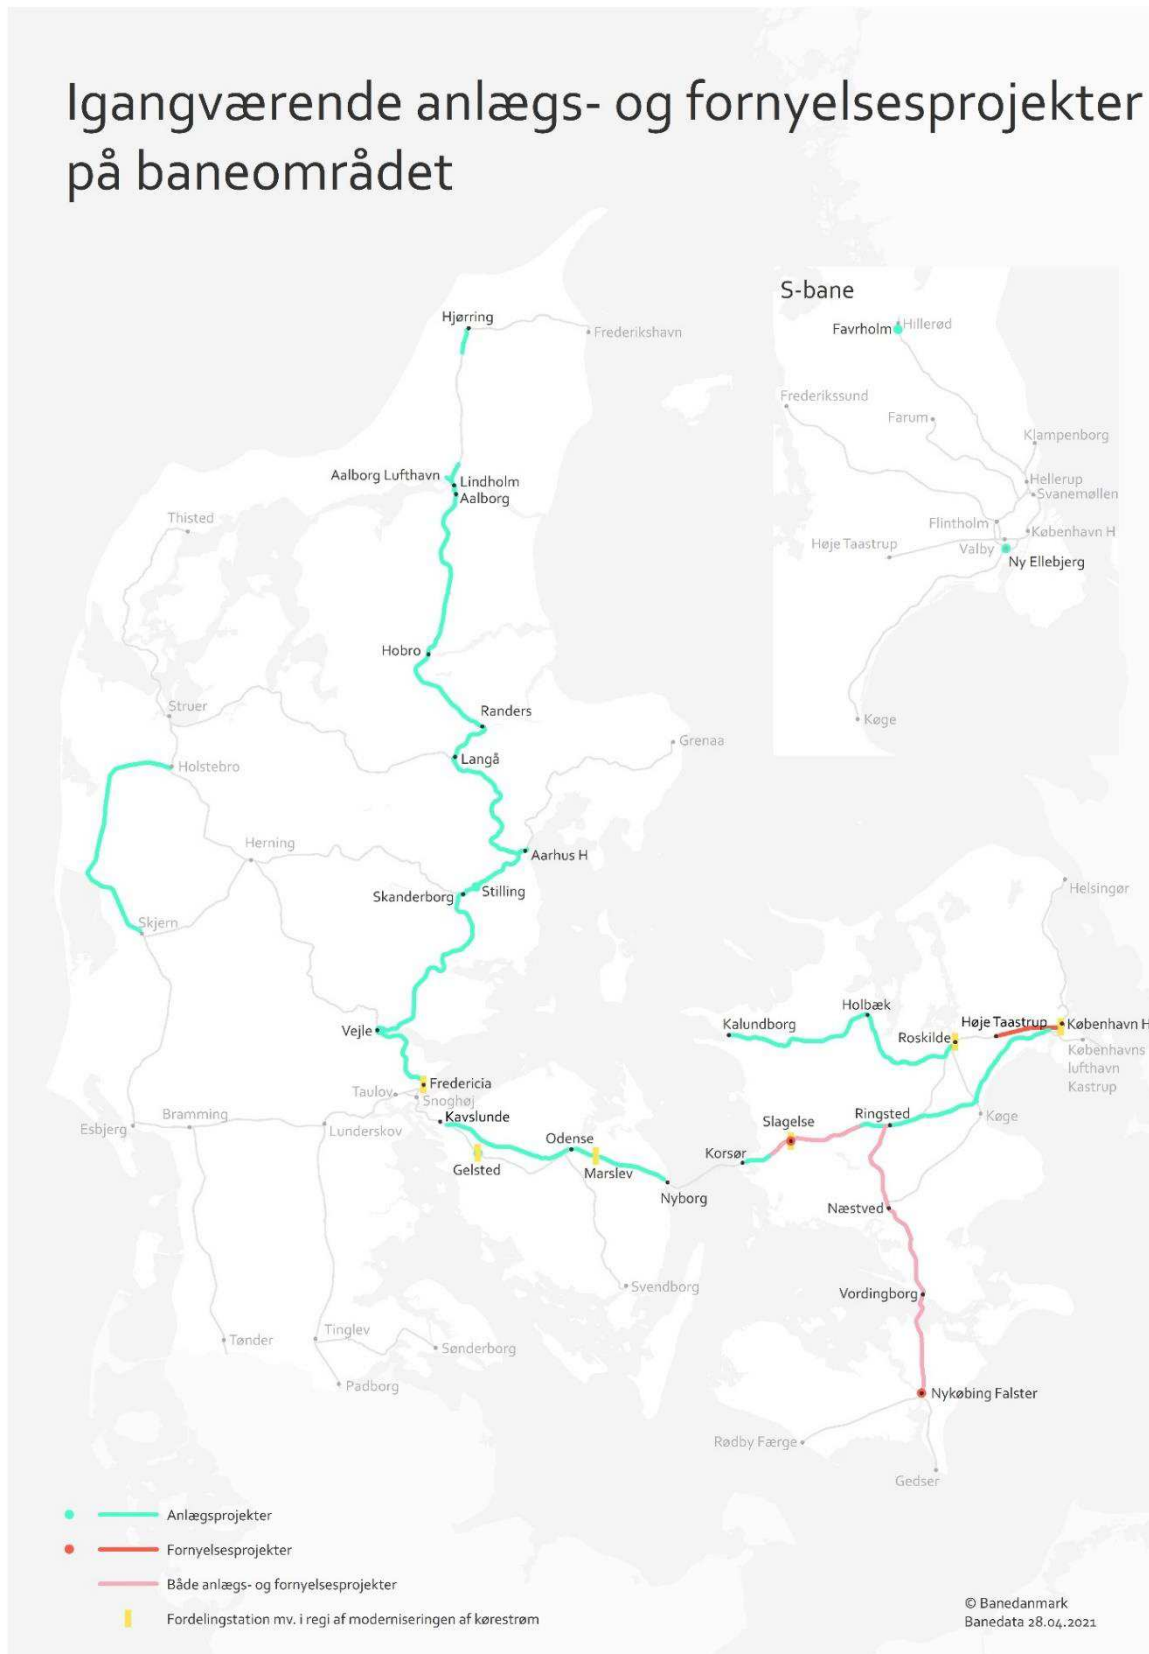 Igangværende anlægs- og fornyelsesprojekter
på baneområdet
S-bane
Hjørring
Frederikshavn
Favrholm
Hillerød
Frederikssund
Farum
Klampenborg
Aalborg Lufthavn
Lindholm
Aalborg
Hellerup
Svanemøllen
Thisted
Flintholm
København H
Høje Taastrup
Valby
Ny Ellebjerg
Hobro
Struer
Randers
Køge
Langå
Grenaa
Holstebro
Herning
Aarhus H
Skanderborg
Stilling
Helsingør
Skjern
Vejle
Kalundborg
Holbæk
Roskilde
Høje Taastrup
København H
Københavns
lufthavn
Kastrup
Fredericia
Taulov
Snoghøj
Kavslunde
Esbjerg
Bramming
Lunderskov
Gelsted
Odense
Marslev
Nyborg
Korsør
Slagelse
Ringsted
Køge
Næstved
Svendborg
Vordingborg
Tønder
Tinglev
Sønderborg
Padborg
Nykøbing Falster
Rødby Færge
Gedser
Anlægsprojekter
Fornyelsesprojekter
Både anlægs- og fornyelsesprojekter
Fordelingstation mv. i regi af moderniseringen af kørestrøm
© Banedanmark
Banedata 28.04.2021